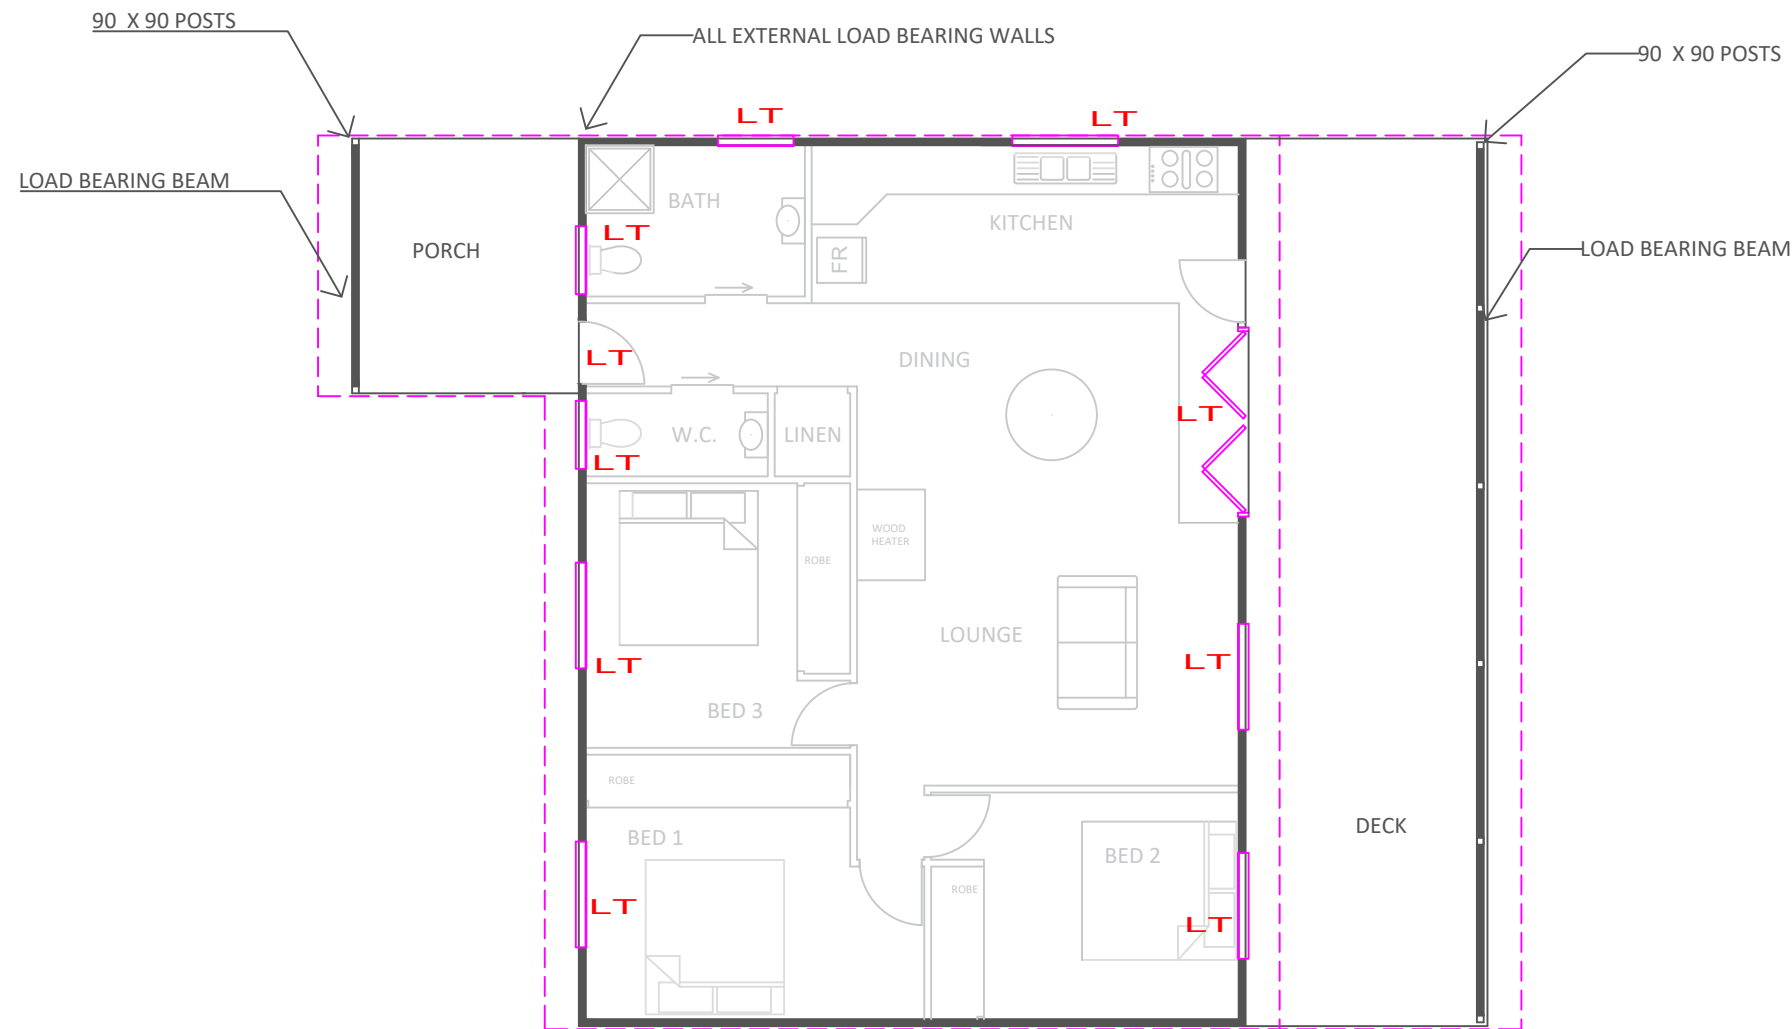 90 X 90 POSTS
ALL EXTERNAL LOAD BEARING WALLS
90 X 90 POSTS
LT
LT
LOAD BEARING BEAM
BATH
KITCHEN
LT
PORCH
FR
LOAD BEARING BEAM
LT
DINING
LT
W.C.
LINEN
LT
WOOD
HEATER
ROBE
LOUNGE
LT
LT
BED 3
ROBE
BED 1
DECK
BED 2
ROBE
LT
LT